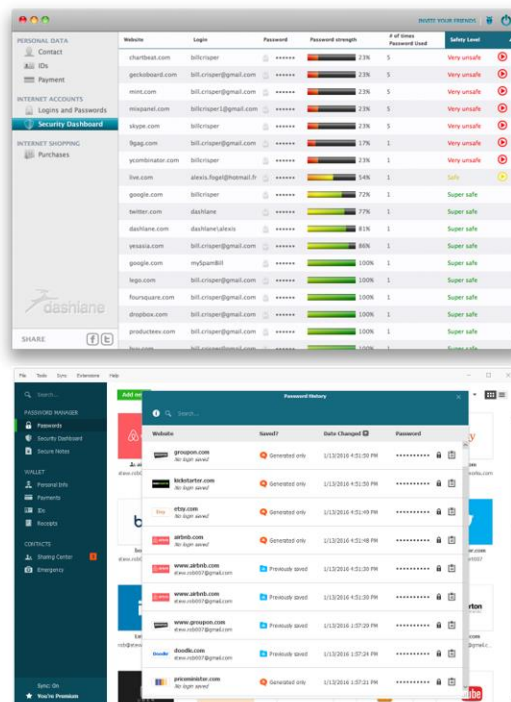 INVITE YOUR FRIENDS
PERSONAL DATA
Contact
IDs
Payment
INTERNET ACCOUNTS
Logins and Passwords
Security Dashboard
INTERNET SHOPPING
Purchases
dashlane
SHARE
Website Login Password Password strength # of times Password Used Safety Level
chartbeat.com billcrisper •••••• 23% 5 Very unsafe
geckoboard.com bill.crisper@gmail.com •••••• 23% 5 Very unsafe
mint.com bill.crisper@gmail.com •••••• 23% 5 Very unsafe
mixpanel.com billcrisper1@gmail.com •••••• 23% 5 Very unsafe
skype.com billcrisper •••••• 23% 5 Very unsafe
9gag.com bill.crisper@gmail.com •••••• 17% 1 Very unsafe
ycombinator.com billcrisper •••••• 23% 1 Very unsafe
live.com alexis.fogel@hotmail.fr •••••• 54% 1 Safe
google.com billcrisper •••••• 72% 1 Super safe
twitter.com dashlane •••••• 77% 1 Super safe
dashlane.com dashlane\alexis •••••• 81% 1 Super safe
yesasia.com bill.crisper@gmail.com •••••• 86% 1 Super safe
google.com mySpamBill •••••• 100% 1 Super safe
lego.com bill.crisper@gmail.com •••••• 100% 1 Super safe
foursquare.com bill.crisper@gmail.com •••••• 100% 1 Super safe
dropbox.com bill.crisper@gmail.com •••••• 100% 1 Super safe
producteev.com bill.crisper@gmail.com •••••• 100% 1 Super safe
File Tools Sync Extensions Help
Search...
PASSWORD MANAGER
Passwords
Security Dashboard
Secure Notes
WALLET
Personal Info
Payments
IDs
Receipts
CONTACTS
Sharing Center
Emergency
Sync: On
You're Premium
Add new
Password History
Search...
Website Saved? Date Changed Password
groupon.com Generated only 1/13/2016 4:51:50 PM ••••••••••
No login saved
kickstarter.com Generated only 1/13/2016 4:51:50 PM ••••••••••
No login saved
etsy.com Generated only 1/13/2016 4:51:49 PM ••••••••••
No login saved
airbnb.com Generated only 1/13/2016 4:51:48 PM ••••••••••
No login saved
www.airbnb.com Previously saved 1/13/2016 4:51:30 PM ••••••••••
www.airbnb.com Previously saved 1/13/2016 4:51:30 PM ••••••••••
www.groupon.com Previously saved 1/13/2016 1:57:29 PM ••••••••••
doodle.com Previously saved 1/13/2016 1:57:24 PM ••••••••••
priceminister.com Generated only 1/13/2016 1:57:21 PM ••••••••••
No login saved